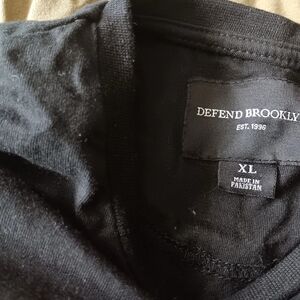 DEFEND BROOKLY
EST. 1996
XL
MADE IN
PAKISTAN